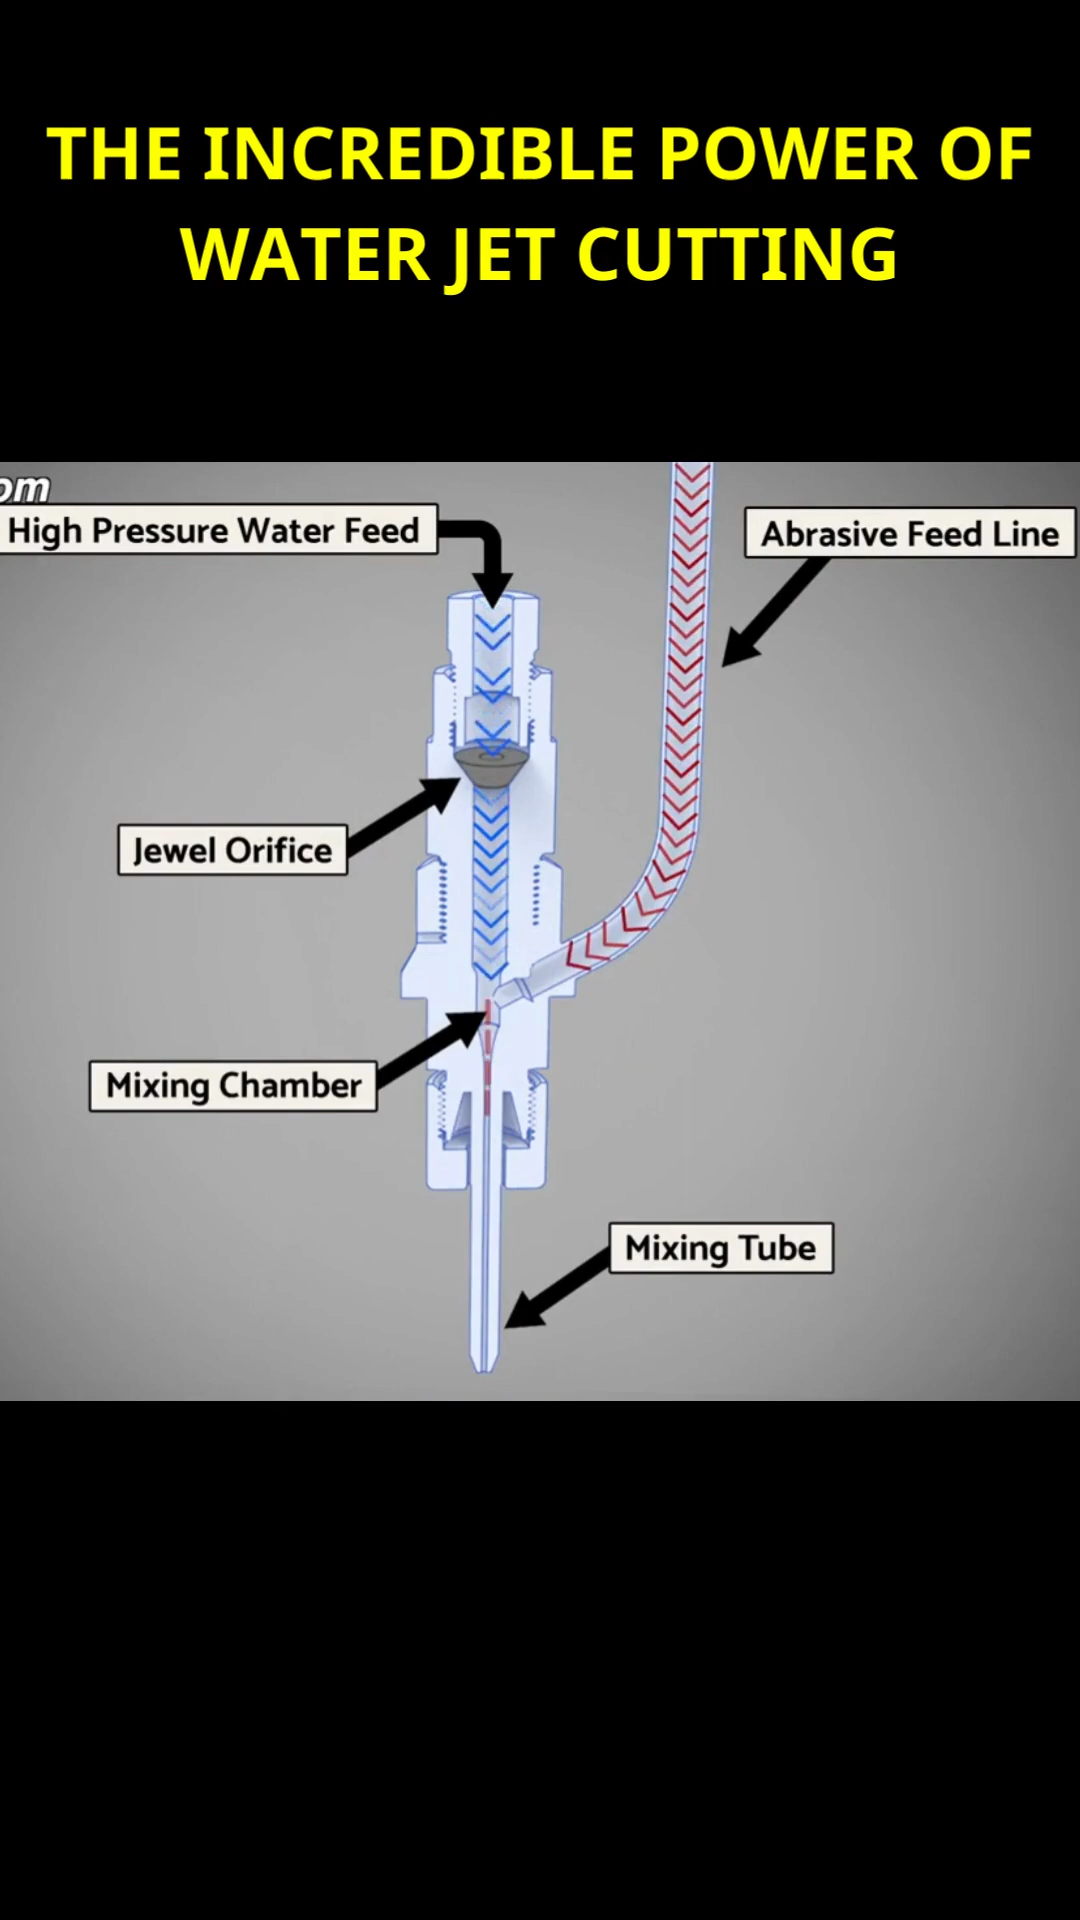 THE INCREDIBLE POWER OF
WATER JET CUTTING
om
High Pressure Water Feed
Abrasive Feed Line
Jewel Orifice
Mixing Chamber
Mixing Tube